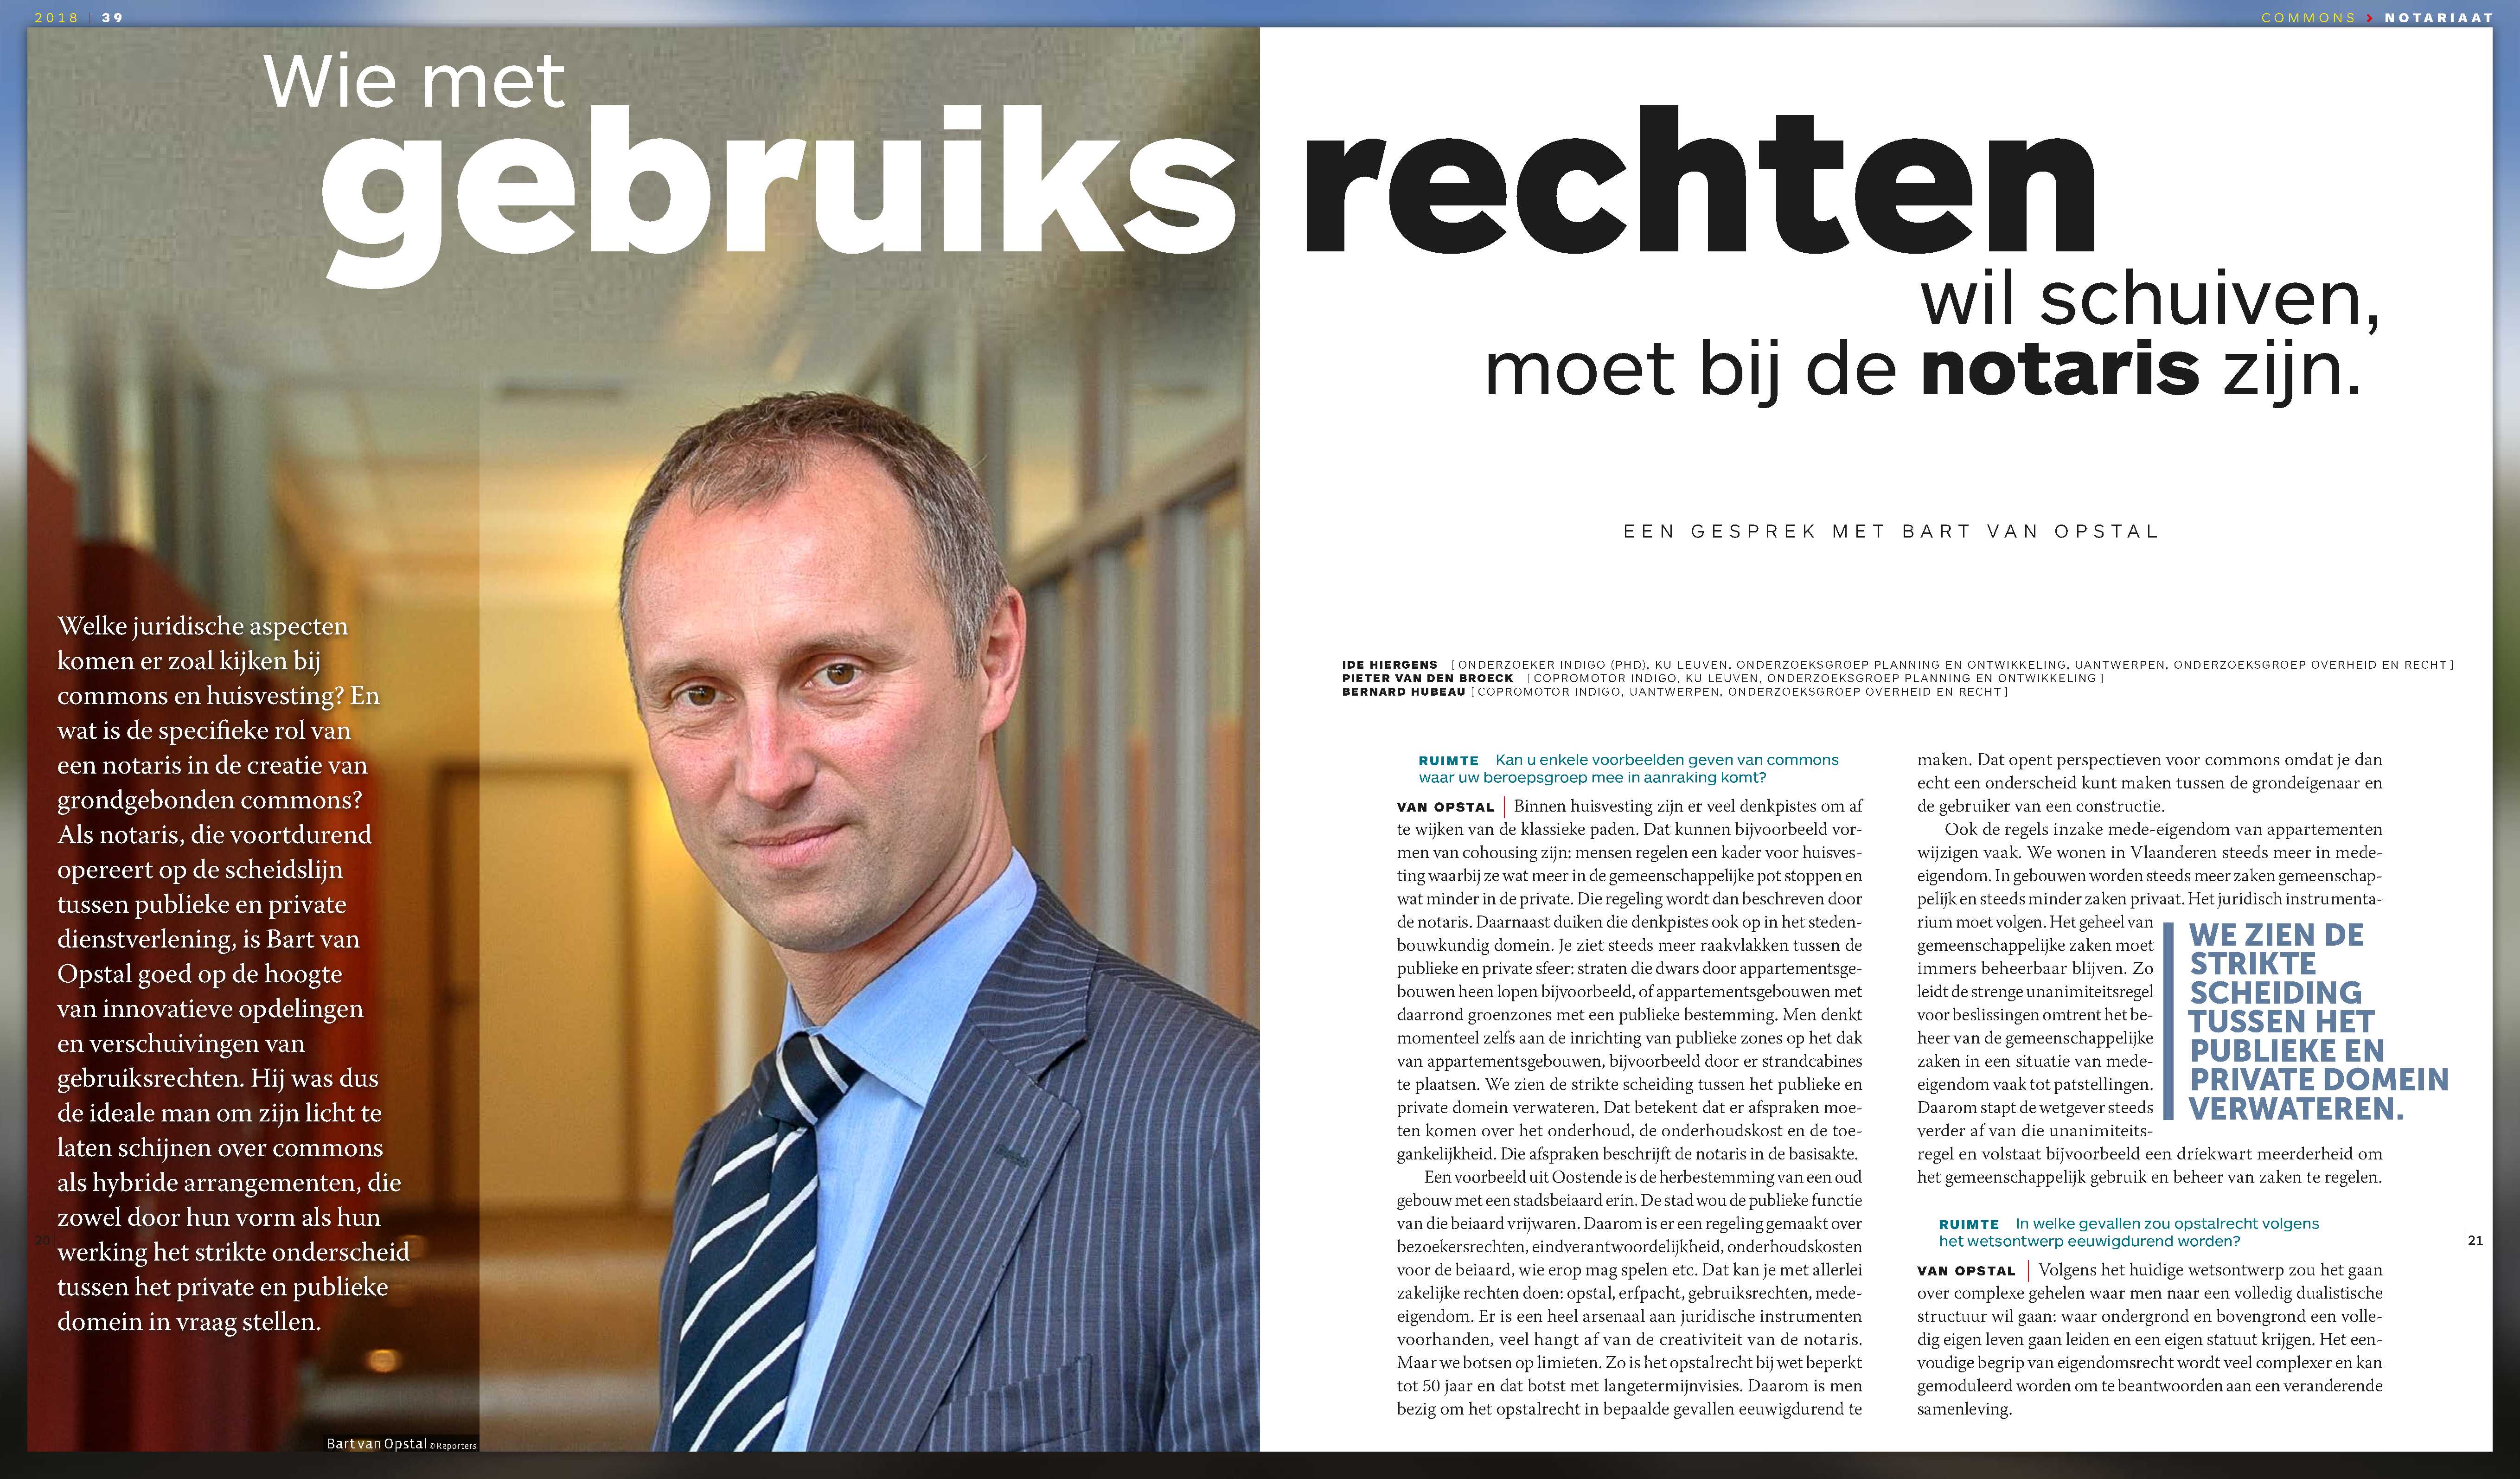 2018 | 39
COMMONS > NOTARIAAT
Wie met
gebruiksrechten
wil schuiven,
moet bij de notaris zijn.
EEN GESPREK MET BART VAN OPSTAL
Welke juridische aspecten
komen er zoal kijken bij
commons en huisvesting? En
wat is de specifieke rol van
een notaris in de creatie van
grondgebonden commons?
Als notaris, die voortdurend
opereert op de scheidslijn
tussen publieke en private
dienstverlening, is Bart van
Opstal goed op de hoogte
van innovatieve opdelingen
en verschuivingen van
gebruiksrechten. Hij was dus
de ideale man om zijn licht te
laten schijnen over commons
als hybride arrangementen, die
zowel door hun vorm als hun
werking het strikte onderscheid
tussen het private en publieke
domein in vraag stellen.
20
Bart van Opstal © Reporters
IDE HIERGENS [ ONDERZOEKER INDIGO (PHD), KU LEUVEN, ONDERZOEKSGROEP PLANNING EN ONTWIKKELING, UANTWERPEN, ONDERZOEKSGROEP OVERHEID EN RECHT ]
PIETER VAN DEN BROECK [ COPROMOTOR INDIGO, KU LEUVEN, ONDERZOEKSGROEP PLANNING EN ONTWIKKELING ]
BERNARD HUBEAU [ COPROMOTOR INDIGO, UANTWERPEN, ONDERZOEKSGROEP OVERHEID EN RECHT ]
RUIMTE Kan u enkele voorbeelden geven van commons
waar uw beroepsgroep mee in aanraking komt?
VAN OPSTAL | Binnen huisvesting zijn er veel denkpistes om af
te wijken van de klassieke paden. Dat kunnen bijvoorbeeld vor-
men van cohousing zijn: mensen regelen een kader voor huisves-
ting waarbij ze wat meer in de gemeenschappelijke pot stoppen en
wat minder in de private. Die regeling wordt dan beschreven door
de notaris. Daarnaast duiken die denkpistes ook op in het steden-
bouwkundig domein. Je ziet steeds meer raakvlakken tussen de
publieke en private sfeer: straten die dwars door appartementsge-
bouwen heen lopen bijvoorbeeld, of appartementsgebouwen met
daarrond groenzones met een publieke bestemming. Men denkt
momenteel zelfs aan de inrichting van publieke zones op het dak
van appartementsgebouwen, bijvoorbeeld door er strandcabines
te plaatsen. We zien de strikte scheiding tussen het publieke en
private domein verwateren. Dat betekent dat er afspraken moe-
ten komen over het onderhoud, de onderhoudskost en de toe-
gankelijkheid. Die afspraken beschrijft de notaris in de basisakte.
Een voorbeeld uit Oostende is de herbestemming van een oud
gebouw met een stadsbeiaard erin. De stad wou de publieke functie
van die beiaard vrijwaren. Daarom is er een regeling gemaakt over
bezoekersrechten, eindverantwoordelijkheid, onderhoudskosten
voor de beiaard, wie erop mag spelen etc. Dat kan je met allerlei
zakelijke rechten doen: opstal, erfpacht, gebruiksrechten, mede-
eigendom. Er is een heel arsenaal aan juridische instrumenten
voorhanden, veel hangt af van de creativiteit van de notaris.
Maar we botsen op limieten. Zo is het opstalrecht bij wet beperkt
tot 50 jaar en dat botst met langetermijnvisies. Daarom is men
bezig om het opstalrecht in bepaalde gevallen eeuwigdurend te
maken. Dat opent perspectieven voor commons omdat je dan
echt een onderscheid kunt maken tussen de grondeigenaar en
de gebruiker van een constructie.
Ook de regels inzake mede-eigendom van appartementen
wijzigen vaak. We wonen in Vlaanderen steeds meer in mede-
eigendom. In gebouwen worden steeds meer zaken gemeenschap-
pelijk en steeds minder zaken privaat. Het juridisch instrumenta-
rium moet volgen. Het geheel van
gemeenschappelijke zaken moet
immers beheerbaar blijven. Zo
leidt de strenge unanimiteitsregel
voor beslissingen omtrent het be-
heer van de gemeenschappelijke
zaken in een situatie van mede-
eigendom vaak tot patstellingen.
Daarom stapt de wetgever steeds
verder af van die unanimiteits-
regel en volstaat bijvoorbeeld een driekwart meerderheid om
het gemeenschappelijk gebruik en beheer van zaken te regelen.
WE ZIEN DE
STRIKTE
SCHEIDING
TUSSEN HET
PUBLIEKE EN
PRIVATE DOMEIN
VERWATEREN.
RUIMTE In welke gevallen zou opstalrecht volgens
het wetsontwerp eeuwigdurend worden?
VAN OPSTAL | Volgens het huidige wetsontwerp zou het gaan
over complexe gehelen waar men naar een volledig dualistische
structuur wil gaan: waar ondergrond en bovengrond een volle-
dig eigen leven gaan leiden en een eigen statuut krijgen. Het een-
voudige begrip van eigendomsrecht wordt veel complexer en kan
gemoduleerd worden om te beantwoorden aan een veranderende
samenleving.
|21